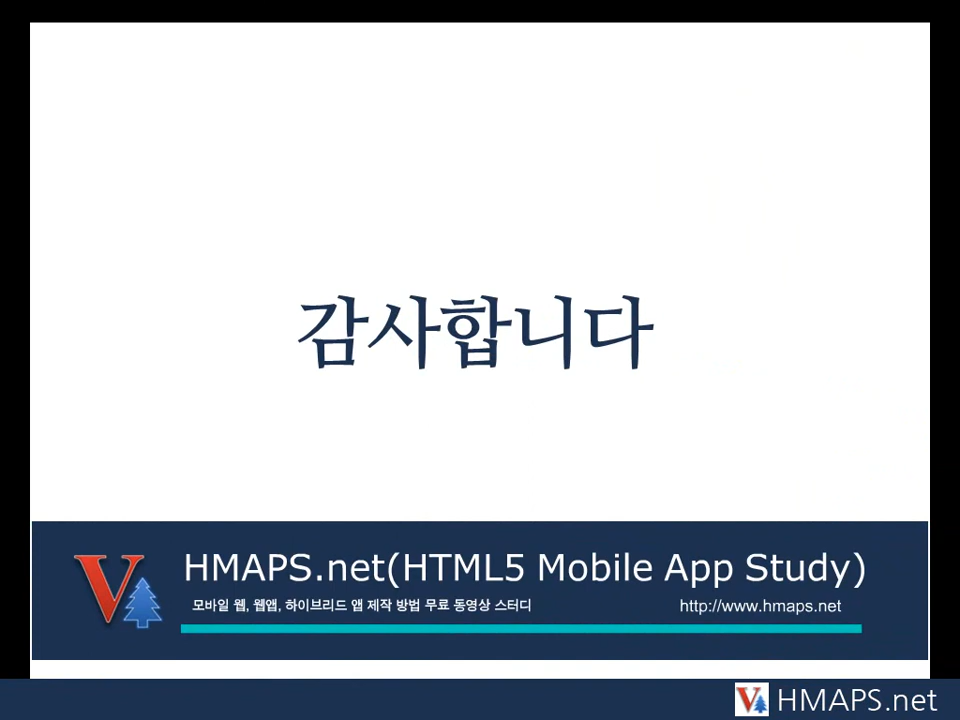 감사합니다
V
HMAPS.net(HTML5 Mobile App Study)
모바일 웹, 웹앱, 하이브리드 앱 제작 방법 무료 동영상 스터디 http://www.hmaps.net
V HMAPS.net